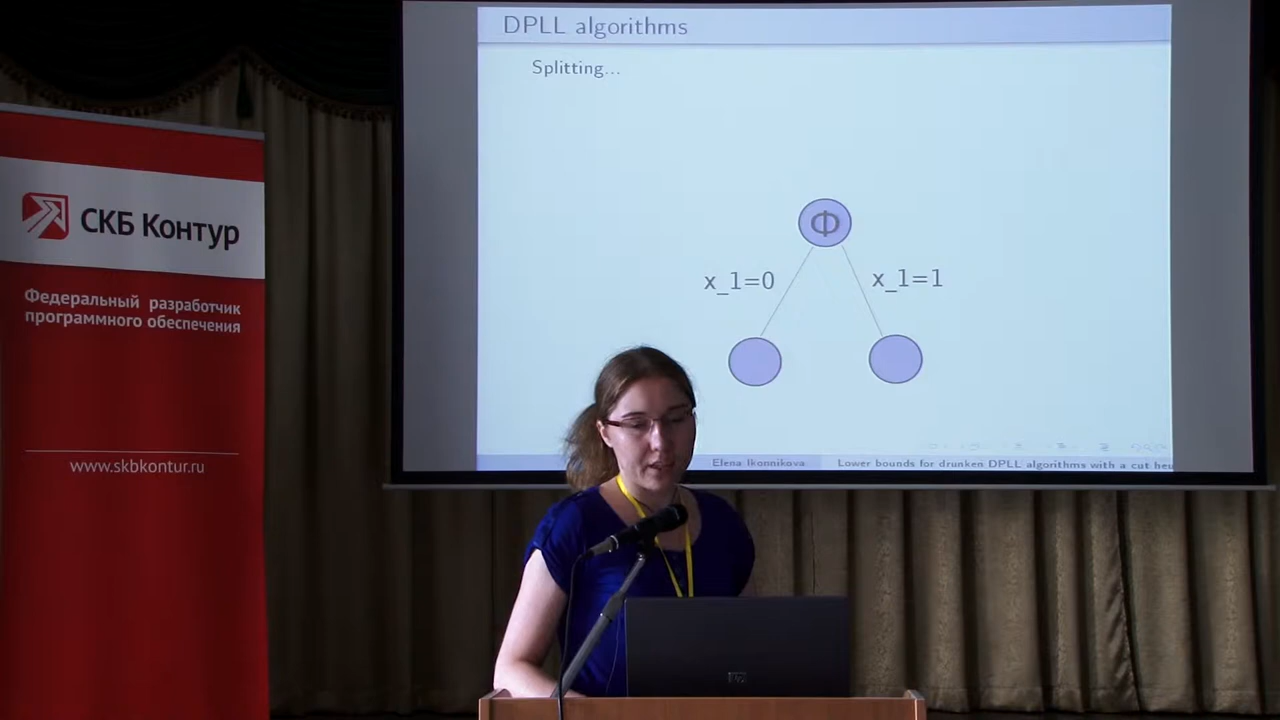 DPLL algorithms
Splitting...
Ф
x_1=0
x_1=1
Elena Ikonnikova
Lower bounds for drunken DPLL algorithms with a cut heu
СКБ Контур
Федеральный разработчик
программного обеспечения
www.skbkontur.ru
hp